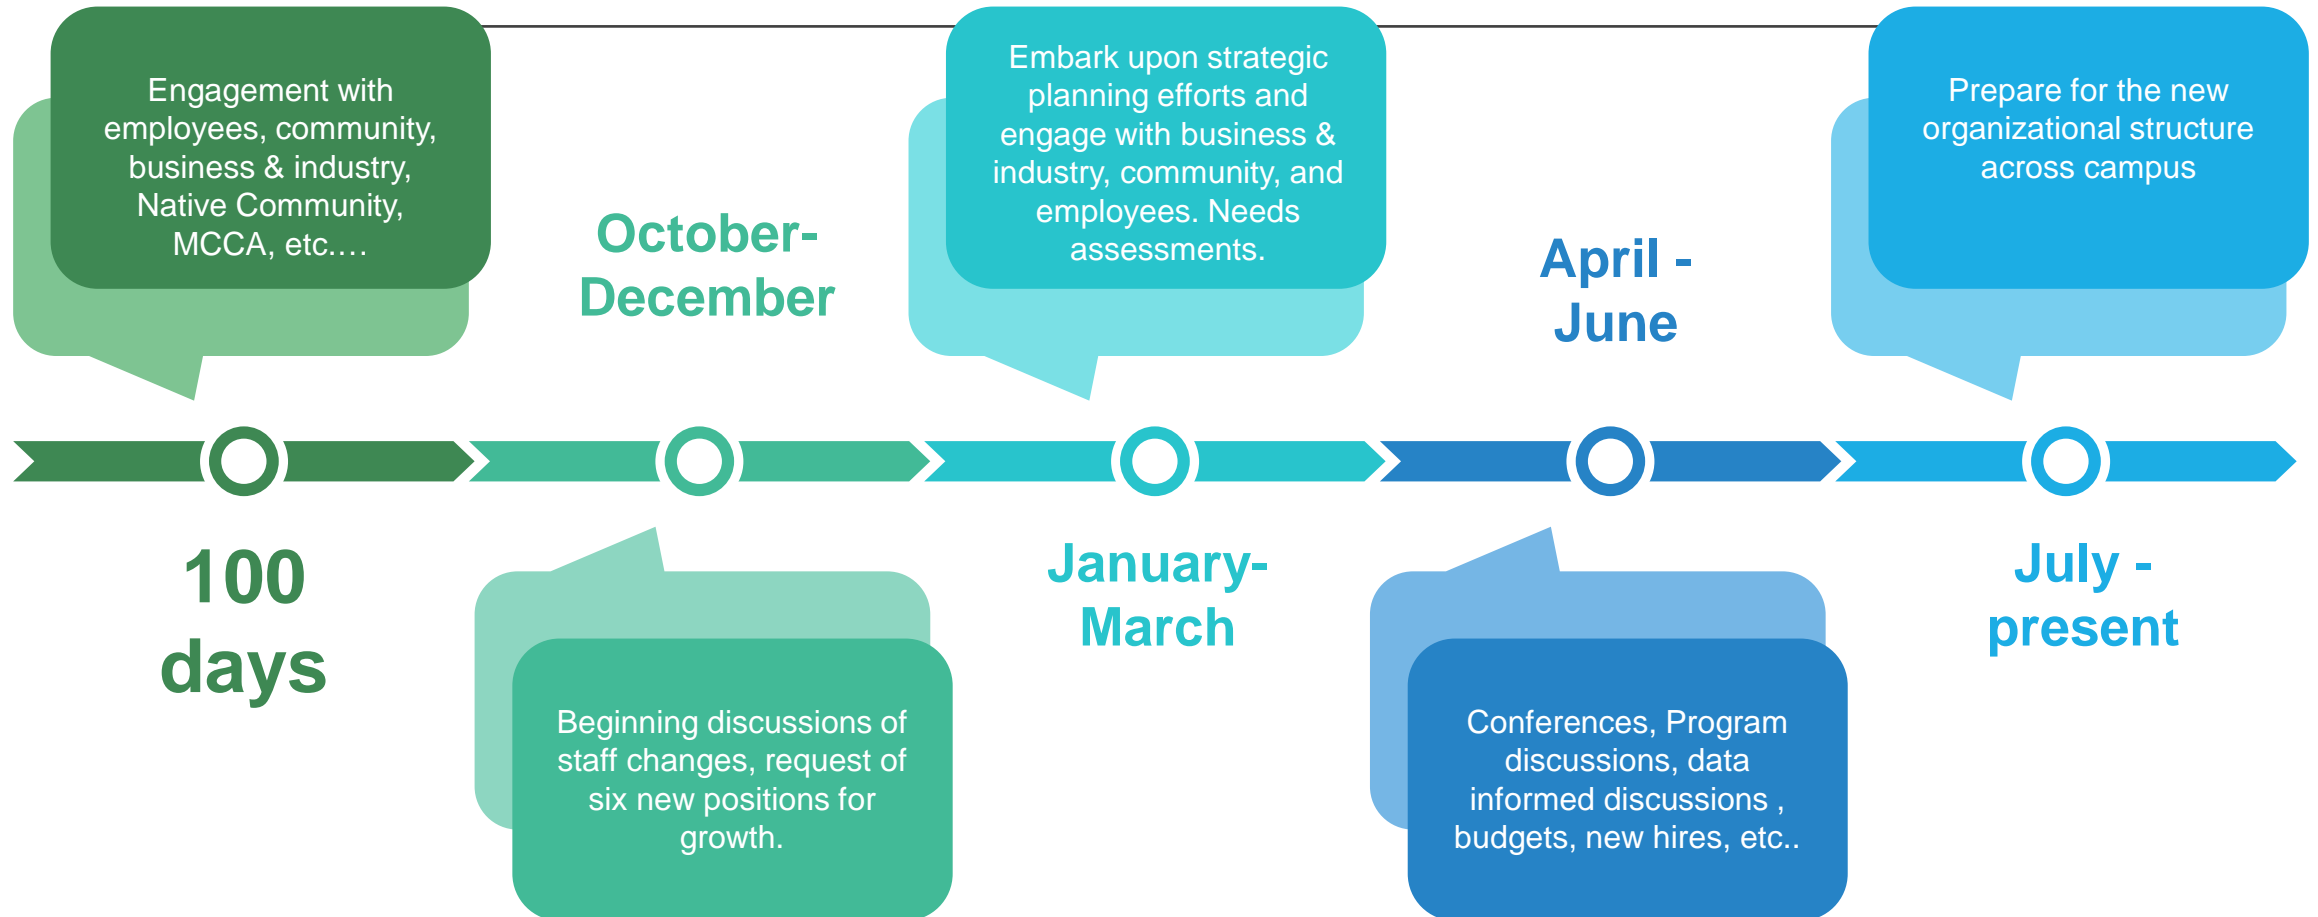 Engagement with
employees, community,
business & industry,
Native Community,
MCCA, etc.…
100
days
October-
December
Beginning discussions of
staff changes, request of
six new positions for
growth.
Embark upon strategic
planning efforts and
engage with business &
industry, community, and
employees. Needs
assessments.
January-
March
April -
June
Conferences, Program
discussions, data
informed discussions ,
budgets, new hires, etc..
Prepare for the new
organizational structure
across campus
July -
present